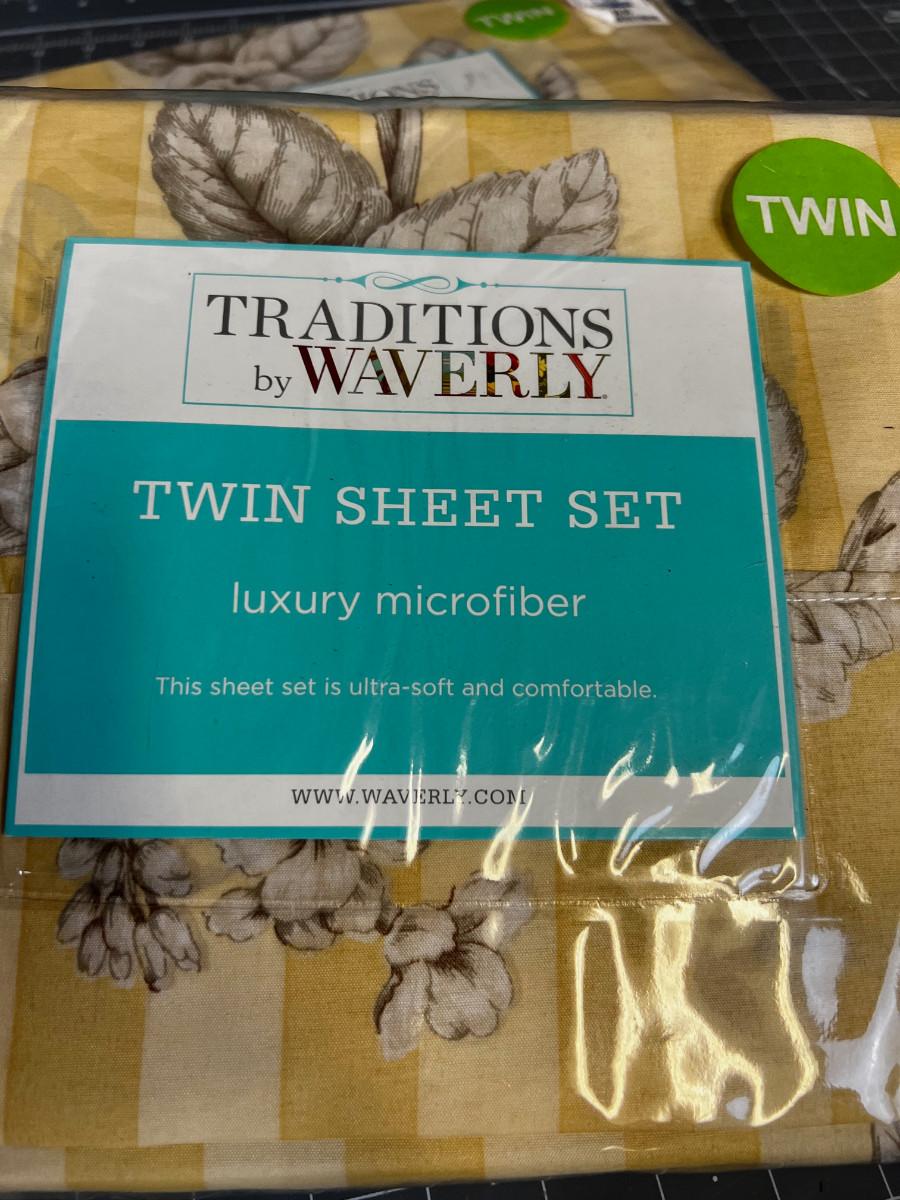 TWIN
TWIN
TRADITIONS
by WAVERLY
TWIN SHEET SET
luxury microfiber
This sheet set is ultra-soft and comfortable.
WWW.WAVERLY.COM